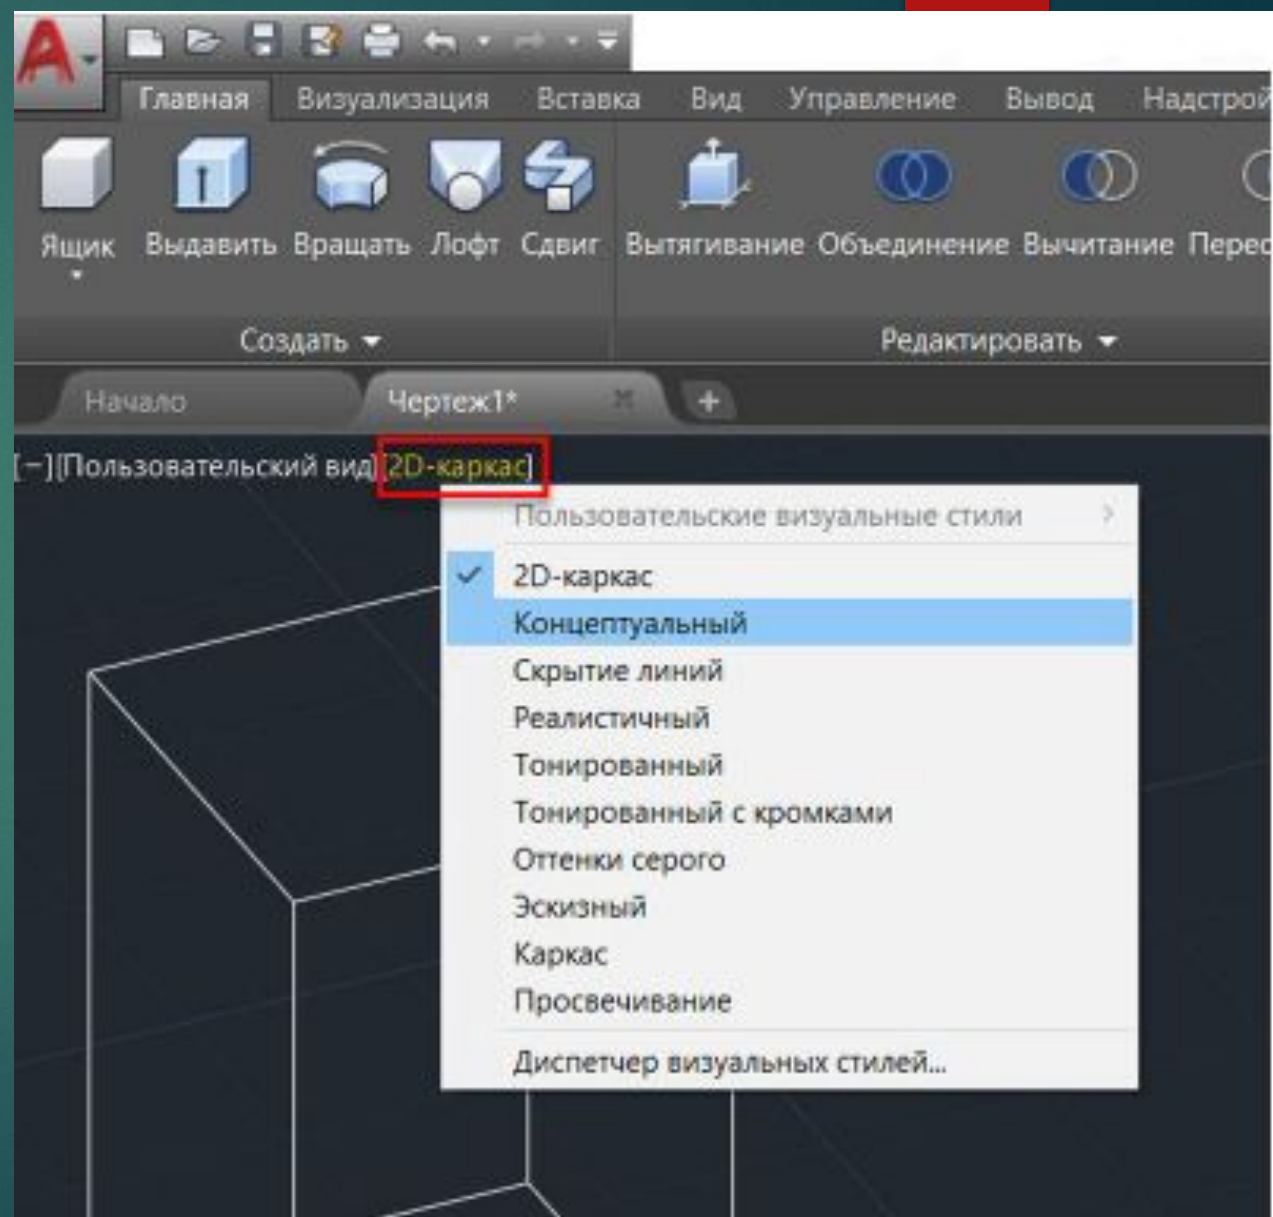 Главная Визуализация Вставка Вид Управление Вывод Надстрой
Ящик Выдавить Вращать Лофт Сдвиг Вытягивание Объединение Вычитание Перес
Создать Редактировать
Начало Чертеж1* +
[−][Пользовательский вид][2D-каркас]
Пользовательские визуальные стили
2D-каркас
Концептуальный
Скрытие линий
Реалистичный
Тонированный
Тонированный с кромками
Оттенки серого
Эскизный
Каркас
Просвечивание
Диспетчер визуальных стилей...